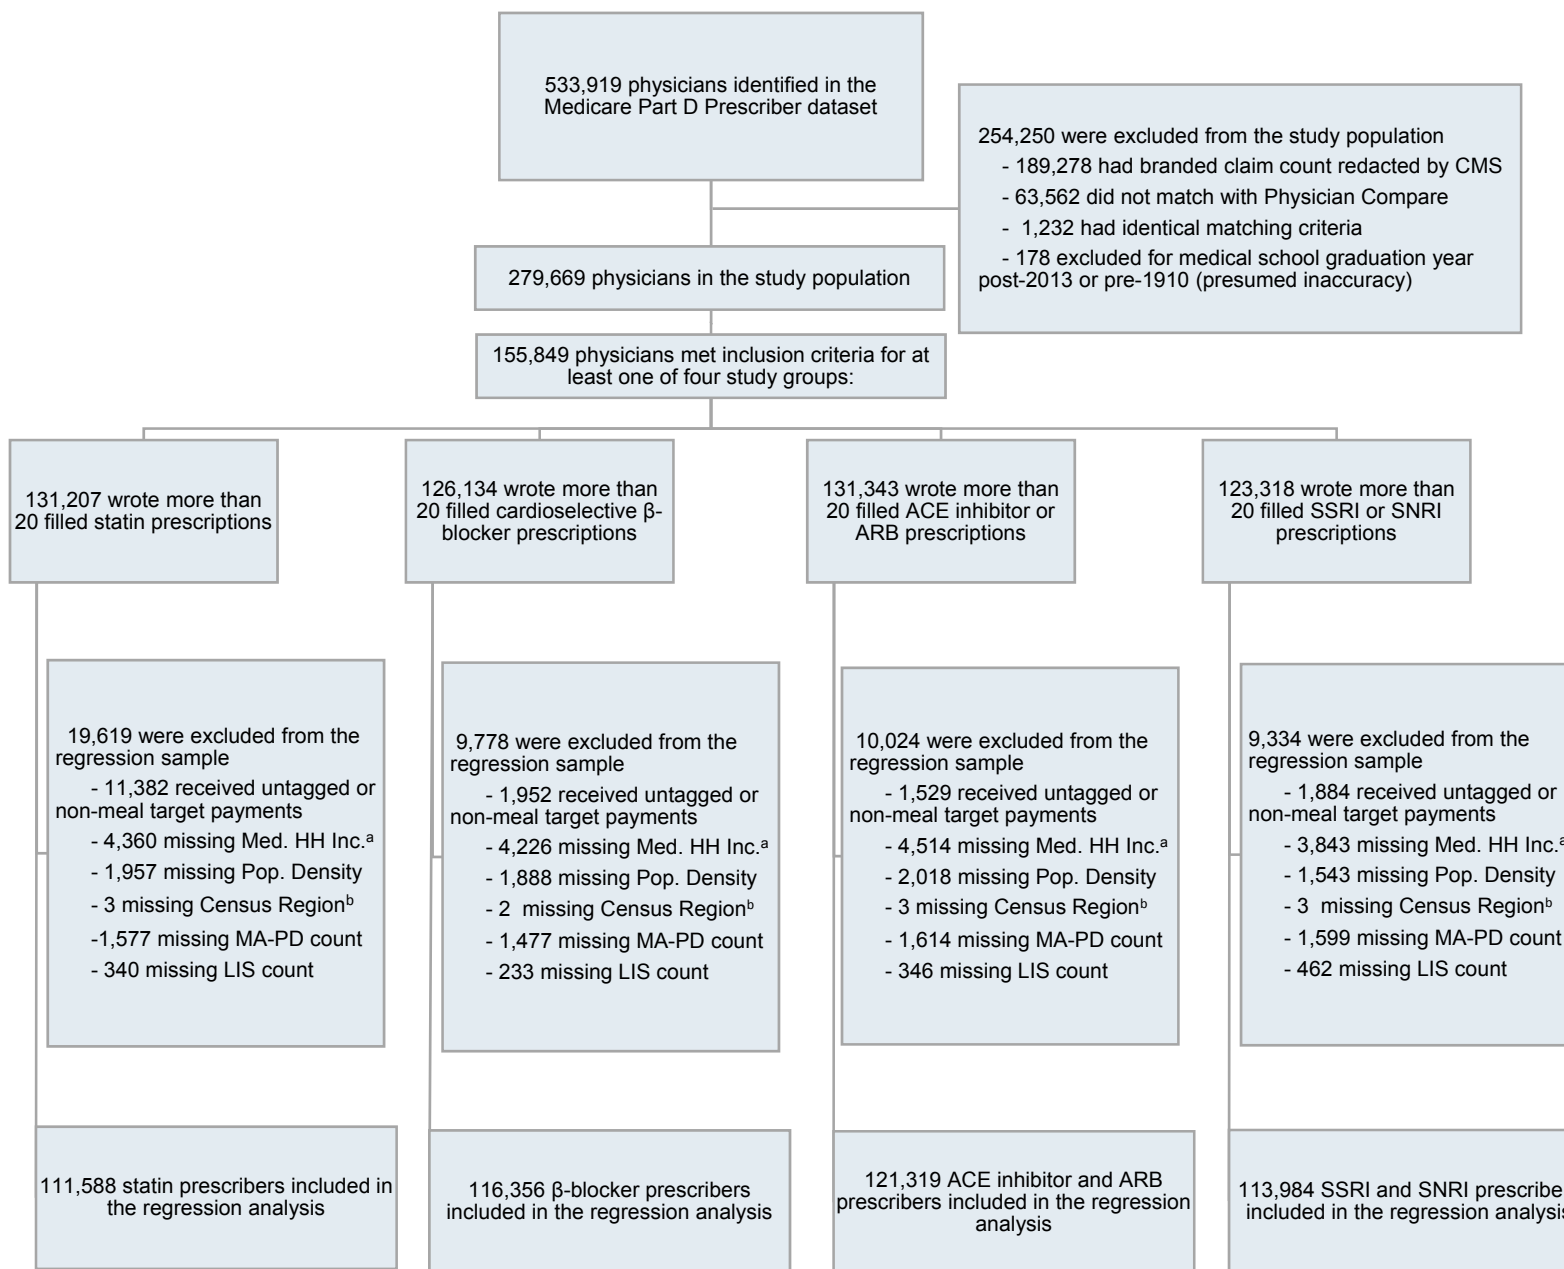 533,919 physicians identified in the
Medicare Part D Prescriber dataset
254,250 were excluded from the study population
- 189,278 had branded claim count redacted by CMS
- 63,562 did not match with Physician Compare
- 1,232 had identical matching criteria
- 178 excluded for medical school graduation year
post-2013 or pre-1910 (presumed inaccuracy)
279,669 physicians in the study population
155,849 physicians met inclusion criteria for at
least one of four study groups:
131,207 wrote more than
20 filled statin prescriptions
126,134 wrote more than
20 filled cardioselective β-
blocker prescriptions
131,343 wrote more than
20 filled ACE inhibitor or
ARB prescriptions
123,318 wrote more than
20 filled SSRI or SNRI
prescriptions
19,619 were excluded from the
regression sample
- 11,382 received untagged or
non-meal target payments
- 4,360 missing Med. HH Inc.ᵃ
- 1,957 missing Pop. Density
- 3 missing Census Regionᵇ
-1,577 missing MA-PD count
- 340 missing LIS count
9,778 were excluded from the
regression sample
- 1,952 received untagged or
non-meal target payments
- 4,226 missing Med. HH Inc.ᵃ
- 1,888 missing Pop. Density
- 2 missing Census Regionᵇ
- 1,477 missing MA-PD count
- 233 missing LIS count
10,024 were excluded from the
regression sample
- 1,529 received untagged or
non-meal target payments
- 4,514 missing Med. HH Inc.ᵃ
- 2,018 missing Pop. Density
- 3 missing Census Regionᵇ
- 1,614 missing MA-PD count
- 346 missing LIS count
9,334 were excluded from the
regression sample
- 1,884 received untagged or
non-meal target payments
- 3,843 missing Med. HH Inc.ᵃ
- 1,543 missing Pop. Density
- 3 missing Census Regionᵇ
- 1,599 missing MA-PD count
- 462 missing LIS count
111,588 statin prescribers included in
the regression analysis
116,356 β-blocker prescribers
included in the regression analysis
121,319 ACE inhibitor and ARB
prescribers included in the regression
analysis
113,984 SSRI and SNRI prescribe
included in the regression analysis